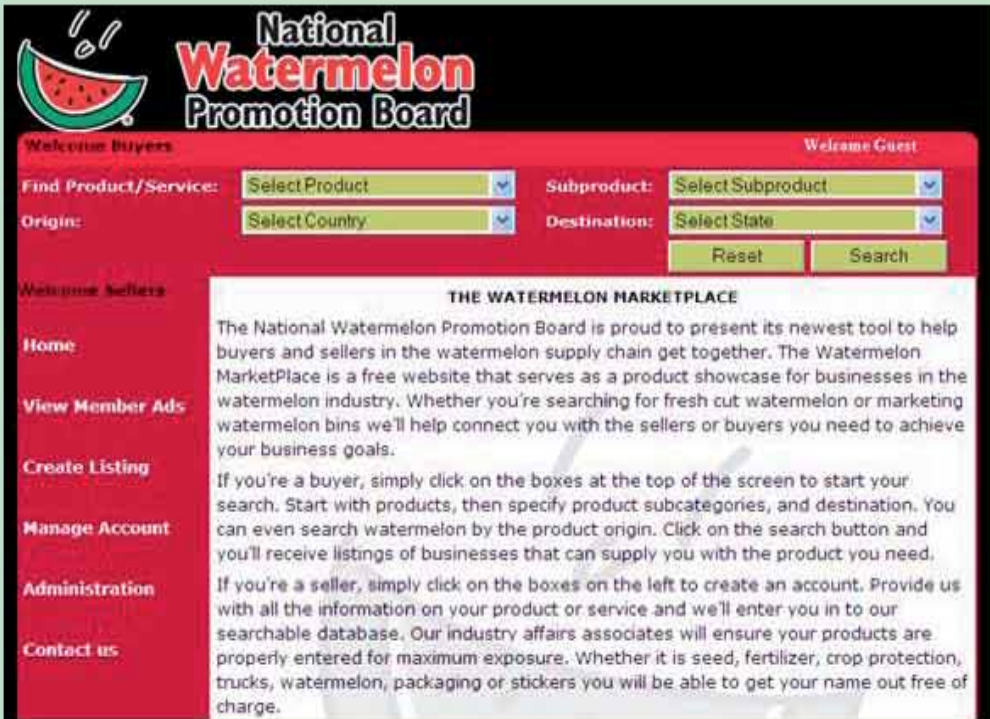 National
Watermelon
Promotion Board
Welcome Buyers
Welcome Guest
Find Product/Service: Select Product Subproduct: Select Subproduct
Origin: Select Country Destination: Select State
Reset Search
Welcome Sellers
Home
View Member Ads
Create Listing
Manage Account
Administration
Contact us
THE WATERMELON MARKETPLACE
The National Watermelon Promotion Board is proud to present its newest tool to help
buyers and sellers in the watermelon supply chain get together. The Watermelon
MarketPlace is a free website that serves as a product showcase for businesses in the
watermelon industry. Whether you're searching for fresh cut watermelon or marketing
watermelon bins we'll help connect you with the sellers or buyers you need to achieve
your business goals.
If you're a buyer, simply click on the boxes at the top of the screen to start your
search. Start with products, then specify product subcategories, and destination. You
can even search watermelon by the product origin. Click on the search button and
you'll receive listings of businesses that can supply you with the product you need.
If you're a seller, simply click on the boxes on the left to create an account. Provide us
with all the information on your product or service and we'll enter you in to our
searchable database. Our industry affairs associates will ensure your products are
properly entered for maximum exposure. Whether it is seed, fertilizer, crop protection,
trucks, watermelon, packaging or stickers you will be able to get your name out free of
charge.